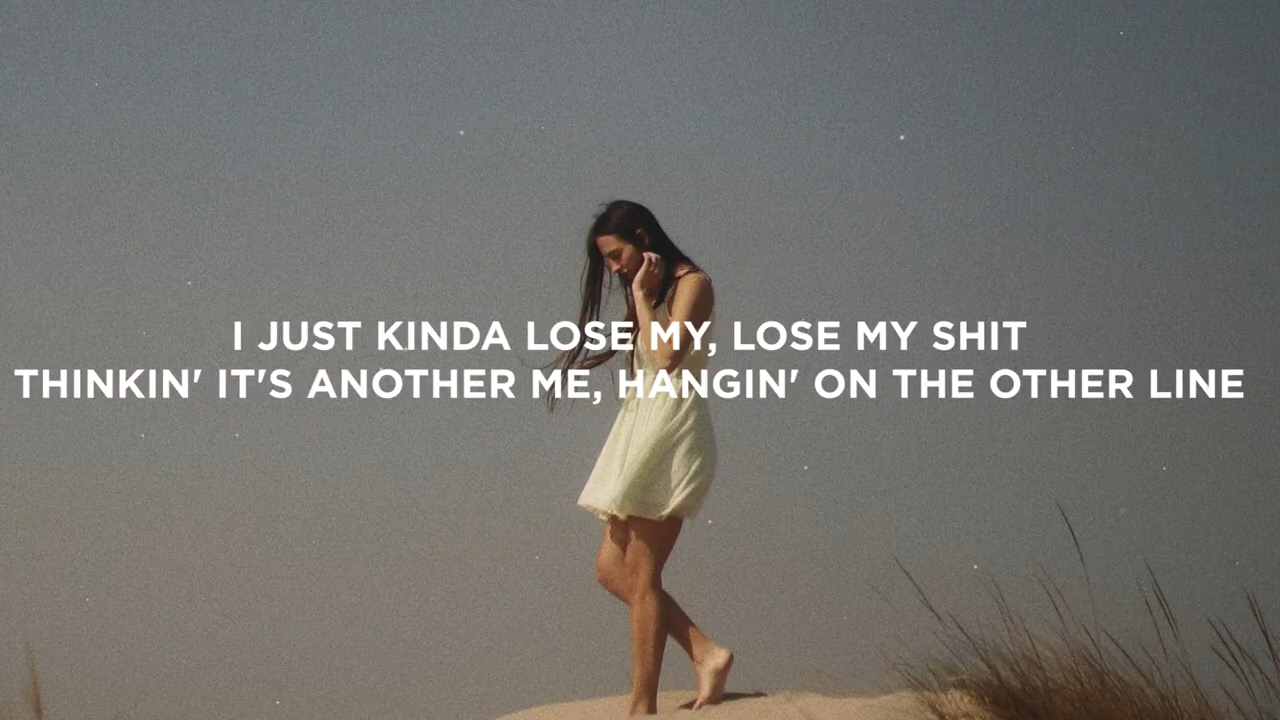 I JUST KINDA LOSE MY, LOSE MY SHIT
THINKIN' IT'S ANOTHER ME, HANGIN' ON THE OTHER LINE